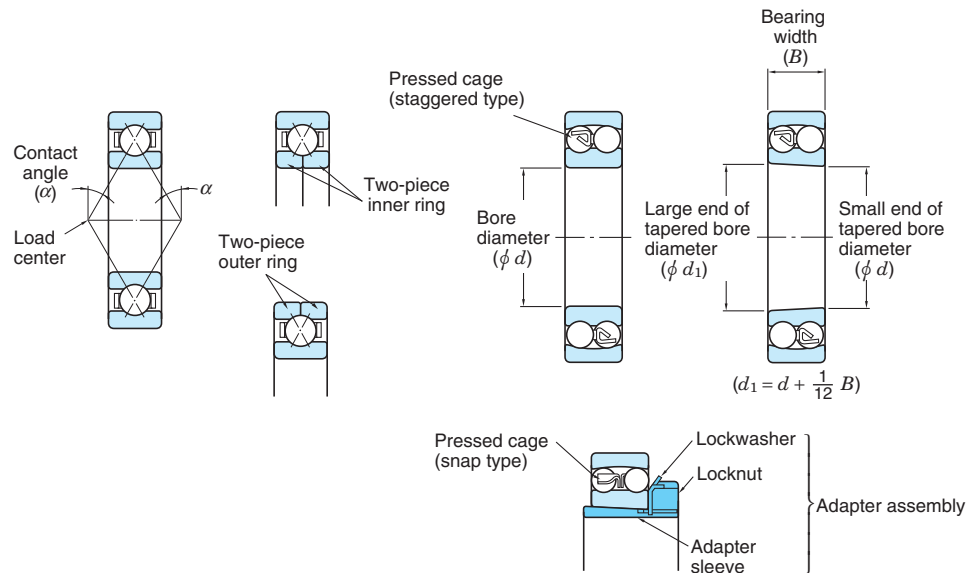 Contact
angle
(α)
α
Load
center
Two-piece
inner ring
Two-piece
outer ring
Pressed cage
(staggered type)
Bore
diameter
(ϕ d)
Bearing
width
(B)
Large end of
tapered bore
diameter
(ϕ d₁)
Small end of
tapered bore
diameter
(ϕ d)
(d₁ = d + 1/12 B)
Pressed cage
(snap type)
Lockwasher
Locknut
Adapter assembly
Adapter
sleeve